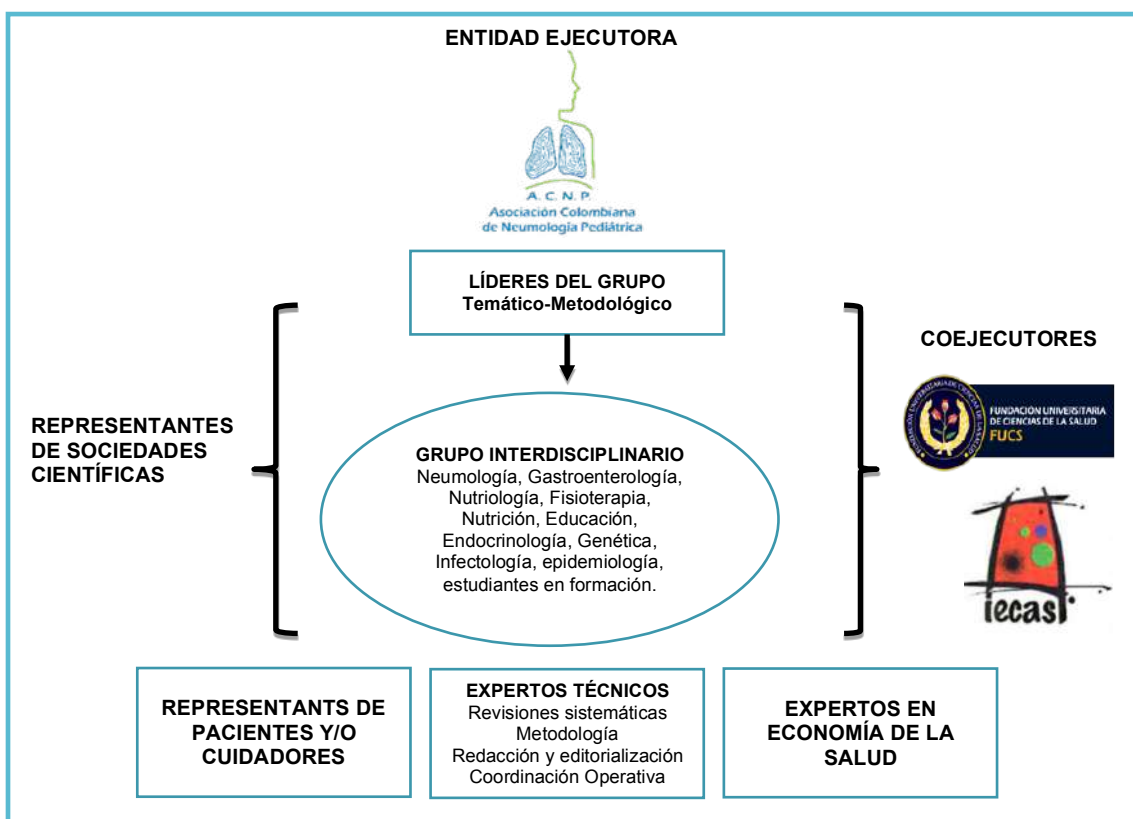 ENTIDAD EJECUTORA
A. C. N. P.
Asociación Colombiana
de Neumología Pediátrica
LÍDERES DEL GRUPO
Temático-Metodológico
REPRESENTANTES
DE SOCIEDADES
CIENTÍFICAS
GRUPO INTERDISCIPLINARIO
Neumología, Gastroenterología,
Nutriología, Fisioterapia,
Nutrición, Educación,
Endocrinología, Genética,
Infectología, epidemiología,
estudiantes en formación.
COEJECUTORES
FUNDACIÓN UNIVERSITARIA
DE CIENCIAS DE LA SALUD
FUCS
iecas
REPRESENTANTS DE
PACIENTES Y/O
CUIDADORES
EXPERTOS TÉCNICOS
Revisiones sistemáticas
Metodología
Redacción y editorialización
Coordinación Operativa
EXPERTOS EN
ECONOMÍA DE LA
SALUD